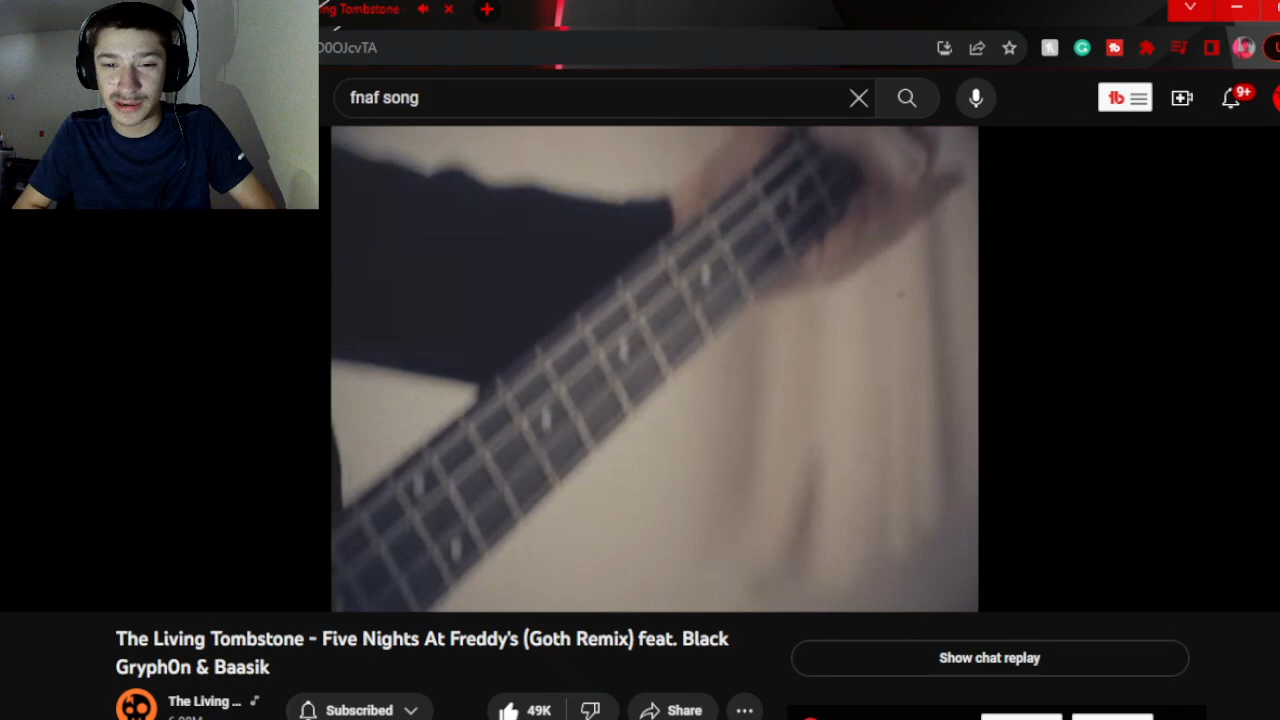 ng Tombstone -
D0OJcvTA
fnaf song
9+
The Living Tombstone - Five Nights At Freddy's (Goth Remix) feat. Black
GryphOn & Baasik
Show chat replay
The Living ...
Subscribed
49K
Share